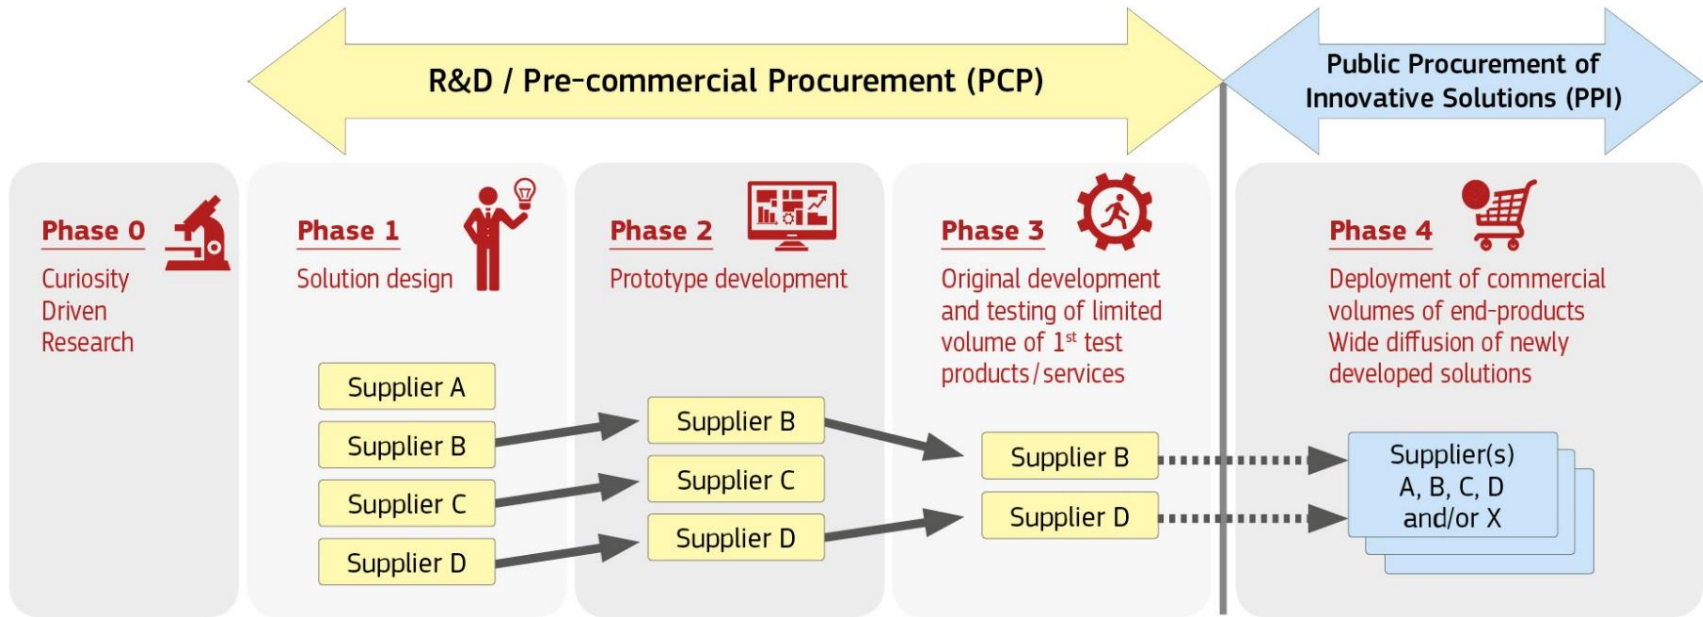 R&D / Pre-commercial Procurement (PCP)
Public Procurement of
Innovative Solutions (PPI)
Phase 0
Curiosity
Driven
Research
Phase 1
Solution design
Supplier A
Supplier B
Supplier C
Supplier D
Phase 2
Prototype development
Supplier B
Supplier C
Supplier D
Phase 3
Original development
and testing of limited
volume of 1st test
products/services
Supplier B
Supplier D
Phase 4
Deployment of commercial
volumes of end-products
Wide diffusion of newly
developed solutions
Supplier(s)
A, B, C, D
and/or X